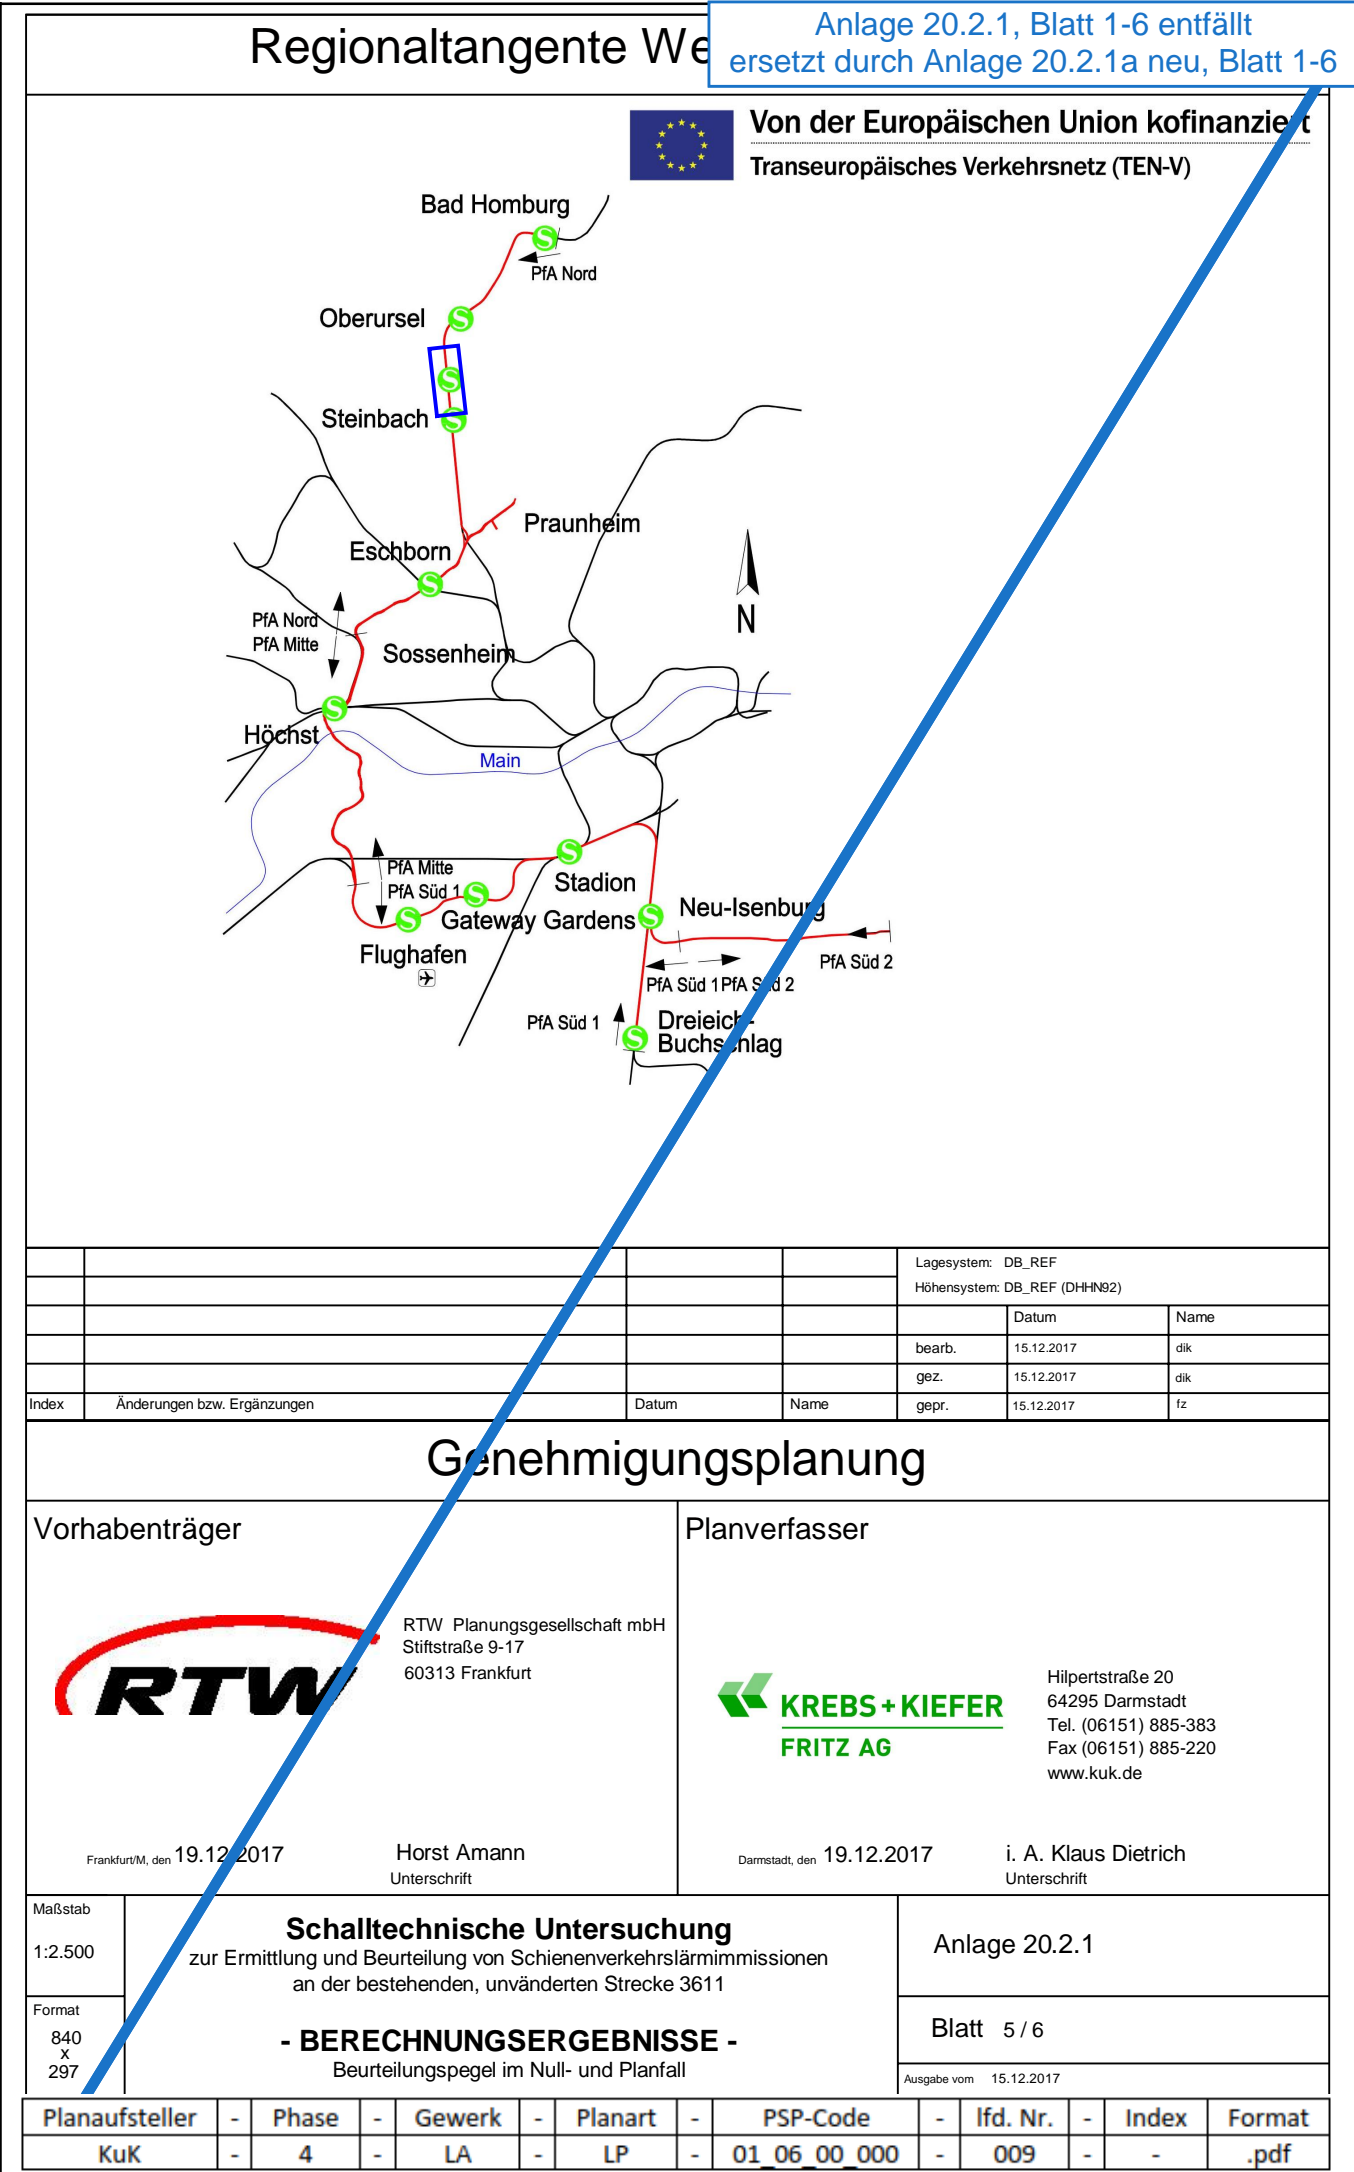 Regionaltangente We
Anlage 20.2.1, Blatt 1-6 entfällt
ersetzt durch Anlage 20.2.1a neu, Blatt 1-6
Von der Europäischen Union kofinanziert
Transeuropäisches Verkehrsnetz (TEN-V)
Bad Homburg
S
PfA Nord
Oberursel
S
S
Steinbach
S
Praunheim
Eschborn
S
N
PfA Nord
PfA Mitte
Sossenheim
S
Höchst
Main
S
Stadion
PfA Mitte
PfA Süd 1
S
S
Gateway Gardens
S
Neu-Isenburg
Flughafen
PfA Süd 2
PfA Süd 1
PfA Süd 2
PfA Süd 1
S
Dreieich-
Buchschlag
Lagesystem: DB_REF
Höhensystem: DB_REF (DHHN92)
Datum Name
bearb. 15.12.2017 dik
gez. 15.12.2017 dik
Index Änderungen bzw. Ergänzungen Datum Name gepr. 15.12.2017 fz
Genehmigungsplanung
Vorhabenträger
RTW
RTW Planungsgesellschaft mbH
Stiftstraße 9-17
60313 Frankfurt
Frankfurt/M, den 19.12.2017
Horst Amann
Unterschrift
Planverfasser
KREBS+KIEFER
FRITZ AG
Hilpertstraße 20
64295 Darmstadt
Tel. (06151) 885-383
Fax (06151) 885-220
www.kuk.de
Darmstadt, den 19.12.2017
i. A. Klaus Dietrich
Unterschrift
Maßstab
1:2.500
Format
840
x
297
Schalltechnische Untersuchung
zur Ermittlung und Beurteilung von Schienenverkehrslärmimmissionen
an der bestehenden, unvänderten Strecke 3611
- BERECHNUNGSERGEBNISSE -
Beurteilungspegel im Null- und Planfall
Anlage 20.2.1
Blatt 5 / 6
Ausgabe vom 15.12.2017
Planaufsteller - Phase - Gewerk - Planart - PSP-Code - lfd. Nr. - Index Format
KuK - 4 - LA - LP - 01_06_00_000 - 009 - - .pdf